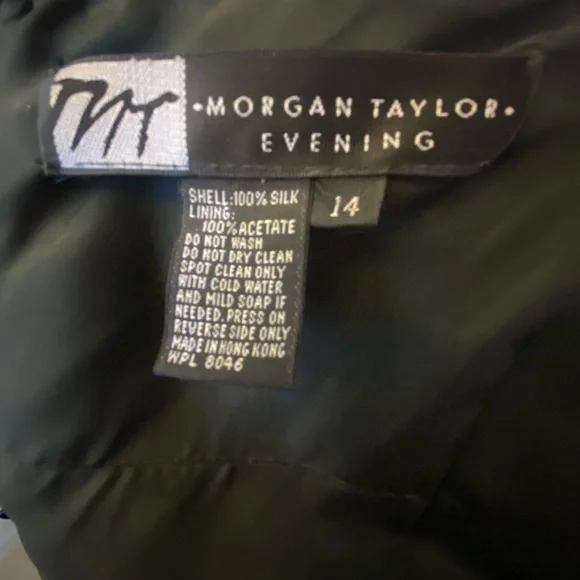 MT
•MORGAN TAYLOR•
EVENING
14
SHELL:100% SILK
LINING:
100% ACETATE
DO NOT WASH
DO NOT DRY CLEAN
SPOT CLEAN ONLY
WITH COLD WATER
AND MILD SOAP IF
NEEDED. PRESS ON
REVERSE SIDE ONLY
MADE IN HONG KONG
WPL 8046